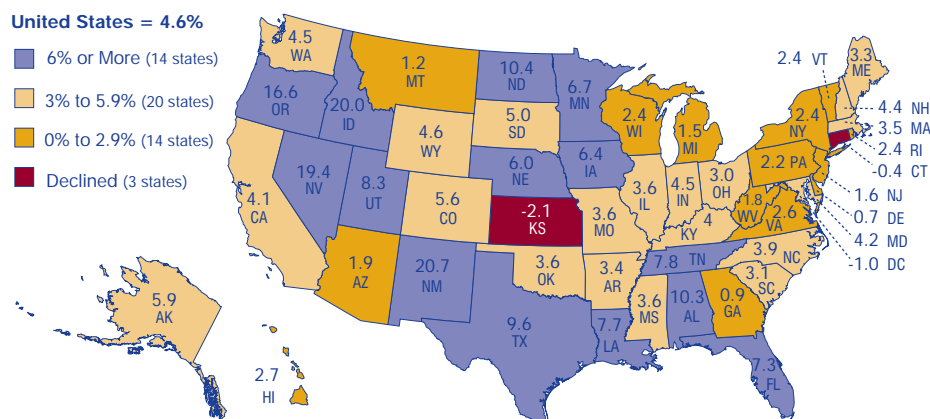 United States = 4.6%
6% or More (14 states)
3% to 5.9% (20 states)
0% to 2.9% (14 states)
Declined (3 states)
4.5
WA
1.2
MT
10.4
ND
6.7
MN
2.4 VT
3.3
ME
16.6
OR
20.0
ID
5.0
SD
2.4
WI
1.5
MI
2.4
NY
4.4 NH
3.5 MA
2.4 RI
-0.4 CT
4.6
WY
6.0
NE
6.4
IA
2.2 PA
1.6 NJ
0.7 DE
4.2 MD
-1.0 DC
19.4
NV
8.3
UT
5.6
CO
-2.1
KS
3.6
MO
3.6
IL
4.5
IN
3.0
OH
1.8
WV
2.6
VA
4.1
CA
4
KY
3.9 NC
7.8 TN
3.1
SC
1.9
AZ
20.7
NM
3.6
OK
3.4
AR
3.6
MS
10.3
AL
0.9
GA
5.9
AK
9.6
TX
7.7
LA
7.3
FL
2.7
HI